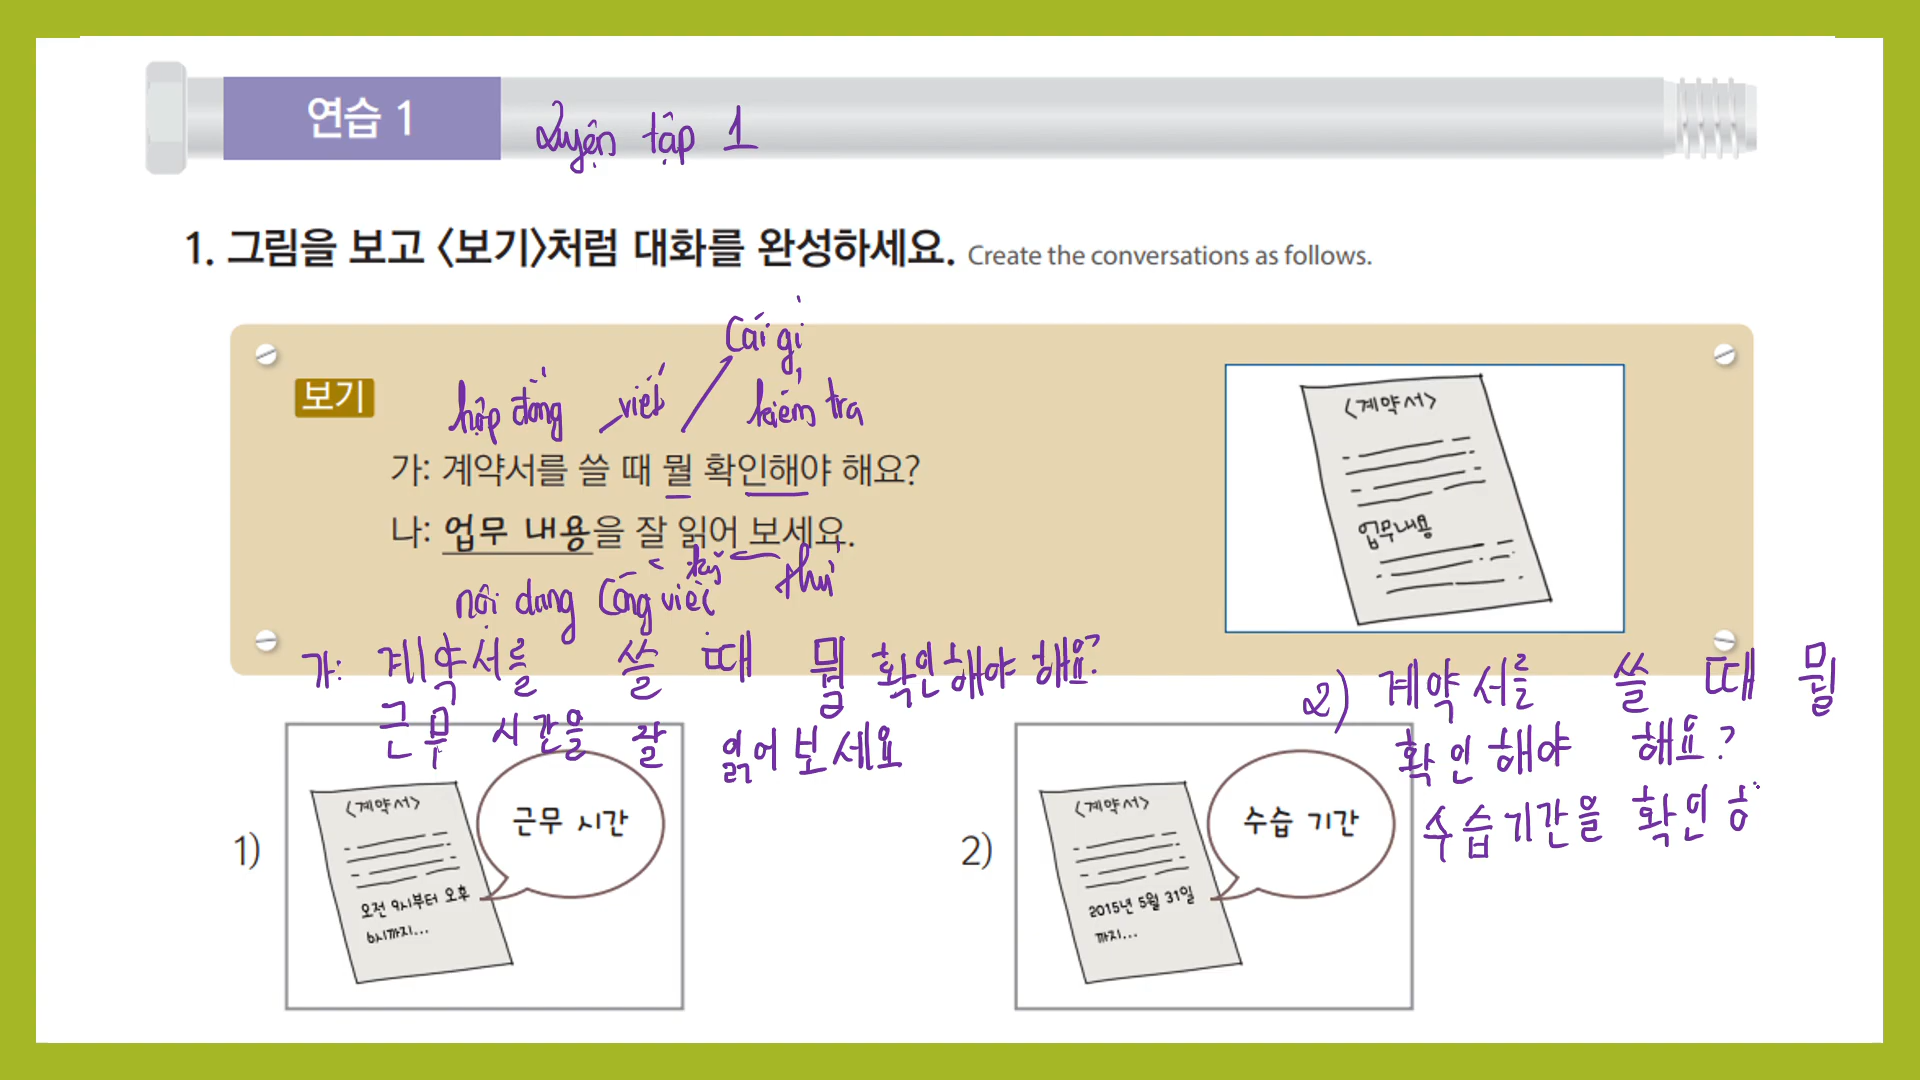 연습 1
Luyện tập 1
1. 그림을 보고 <보기>처럼 대화를 완성하세요. Create the conversations as follows.
보기
Cái gì
hợp đồng viết kiểm tra
가: 계약서를 쓸 때 뭘 확인해야 해요?
나: 업무 내용을 잘 읽어 보세요.
nội dung công việc kỹ thử
<계약서>
업무내용
가: 계약서를 쓸 때 뭘 확인해야 해요?
근무 시간을 잘 읽어 보세요
2) 계약서를 쓸 때 뭘
확인해야 해요?
수습기간을 확인
1)
<계약서>
근무 시간
오전 9시부터 오후
6시까지...
2)
<계약서>
수습 기간
2015년 5월 31일
까지...